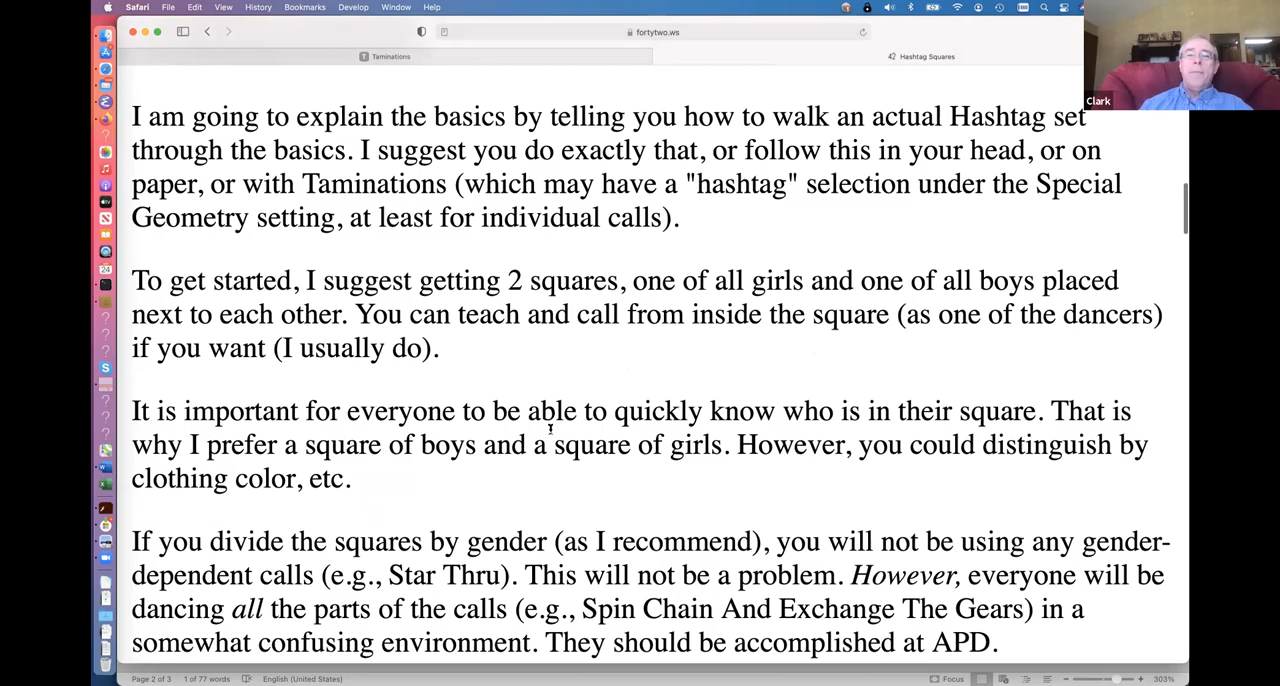 Safari File Edit View History Bookmarks Develop Window Help
fortytwo.ws
T Taminations
42 Hashtag Squares
Clark
I am going to explain the basics by telling you how to walk an actual Hashtag set
through the basics. I suggest you do exactly that, or follow this in your head, or on
paper, or with Taminations (which may have a "hashtag" selection under the Special
Geometry setting, at least for individual calls).
To get started, I suggest getting 2 squares, one of all girls and one of all boys placed
next to each other. You can teach and call from inside the square (as one of the dancers)
if you want (I usually do).
It is important for everyone to be able to quickly know who is in their square. That is
why I prefer a square of boys and a square of girls. However, you could distinguish by
clothing color, etc.
If you divide the squares by gender (as I recommend), you will not be using any gender-
dependent calls (e.g., Star Thru). This will not be a problem. However, everyone will be
dancing all the parts of the calls (e.g., Spin Chain And Exchange The Gears) in a
somewhat confusing environment. They should be accomplished at APD.
Page 2 of 3 1 of 77 words English (United States) Focus 303%